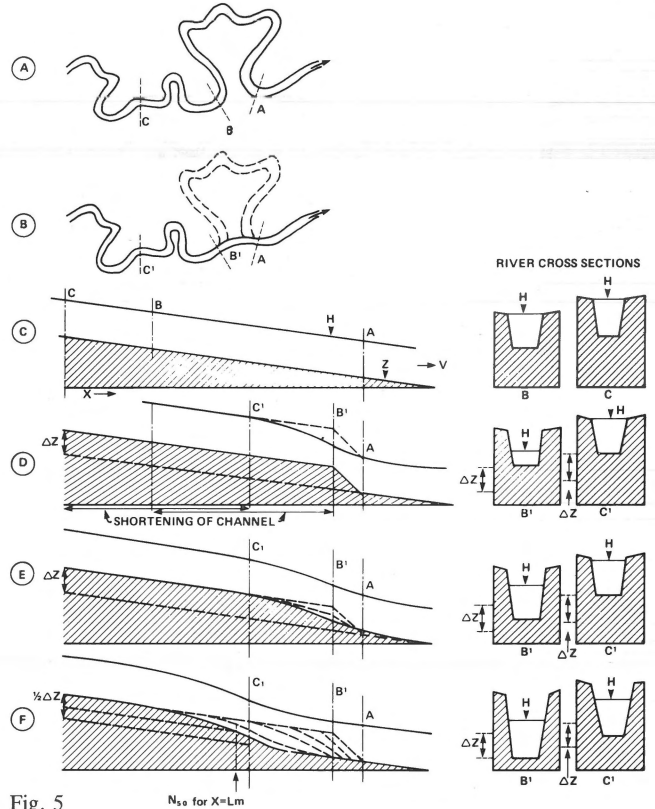 A
C
B
A
B
C¹
B¹
A
RIVER CROSS SECTIONS
C
C
B
H
A
Z
V
X
H
B
H
C
D
ΔZ
C¹
B¹
A
SHORTENING OF CHANNEL
H
ΔZ
B¹
H
ΔZ
C¹
E
ΔZ
C¹
B¹
A
H
ΔZ
B¹
H
ΔZ
C¹
F
½ΔZ
C¹
B¹
A
H
ΔZ
B¹
H
ΔZ
C¹
Fig. 5
N₅₀ for X=Lm